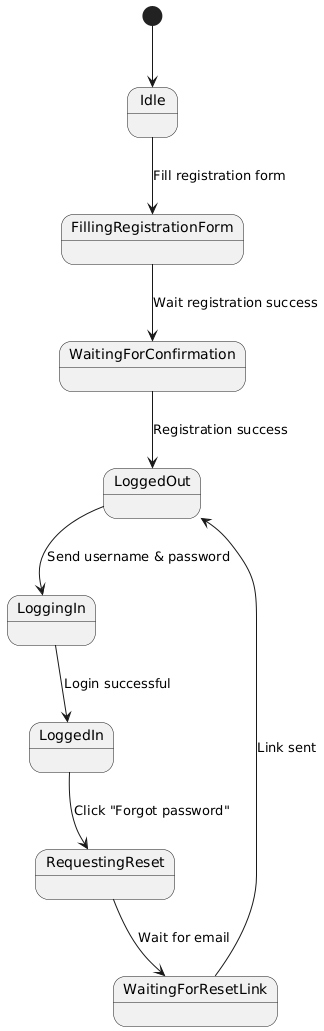 Idle
Fill registration form
FillingRegistrationForm
Wait registration success
WaitingForConfirmation
Registration success
LoggedOut
Send username & password
LoggingIn
Login successful
LoggedIn
Link sent
Click "Forgot password"
RequestingReset
Wait for email
WaitingForResetLink